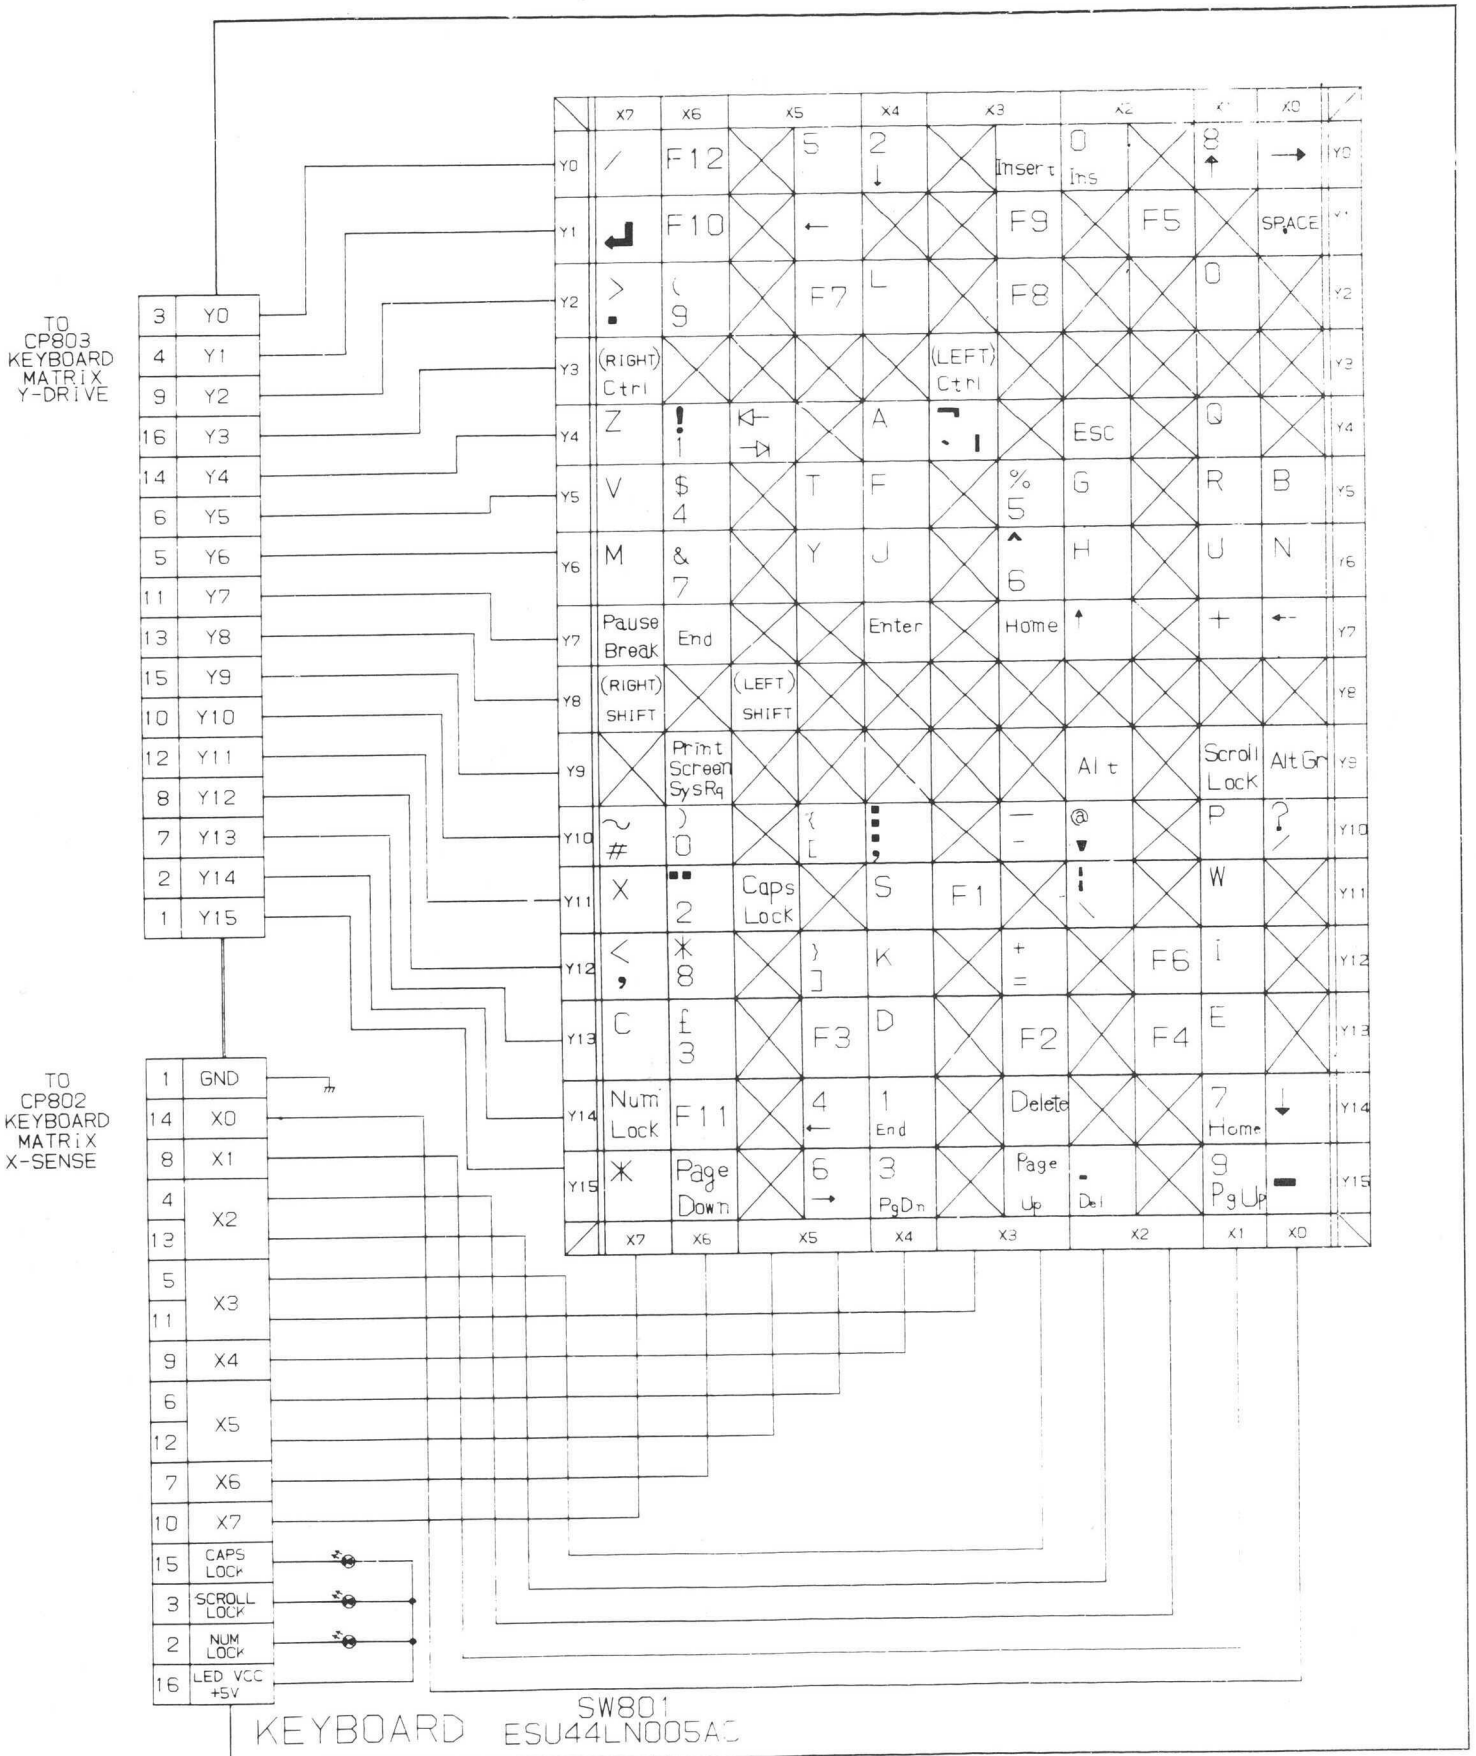 X7 X6 X5 X4 X3 X2 X1 X0
Y0 / F12 5 2 ↓ Insert 0 Ins 8 ↑ → Y0
Y1 ↵ F10 ← F9 F5 SPACE Y1
Y2 > . ( 9 F7 L F8 O Y2
Y3 (RIGHT) Ctrl (LEFT) Ctrl Y3
Y4 Z ! 1 A ¬ ` ESC Q Y4
Y5 V $ 4 T F % 5 G R B Y5
Y6 M & 7 Y J ^ 6 H U N Y6
Y7 Pause Break End Enter Home ↑ + ← Y7
Y8 (RIGHT) SHIFT (LEFT) SHIFT Y8
Y9 Print Screen SysRq Alt Scroll Lock AltGr Y9
Y10 ~ # ) 0 { [ : ; — - @ ' P ? / Y10
Y11 X " 2 Caps Lock S F1 ¦ \ W Y11
Y12 < , * 8 } ] K + = F6 I Y12
Y13 C £ 3 F3 D F2 F4 E Y13
Y14 Num Lock F11 4 ← 1 End Delete 7 Home ↓ Y14
Y15 * Page Down 6 → 3 PgDn Page Up . Del 9 PgUp - Y15
X7 X6 X5 X4 X3 X2 X1 X0
TO
CP803
KEYBOARD
MATRIX
Y-DRIVE
3 Y0
4 Y1
9 Y2
16 Y3
14 Y4
6 Y5
5 Y6
11 Y7
13 Y8
15 Y9
10 Y10
12 Y11
8 Y12
7 Y13
2 Y14
1 Y15
TO
CP802
KEYBOARD
MATRIX
X-SENSE
1 GND
14 X0
8 X1
4
X2
13
5
X3
11
9 X4
6
X5
12
7 X6
10 X7
15 CAPS LOCK
3 SCROLL LOCK
2 NUM LOCK
16 LED VCC +5V
SW801
KEYBOARD ESU44LN005AC